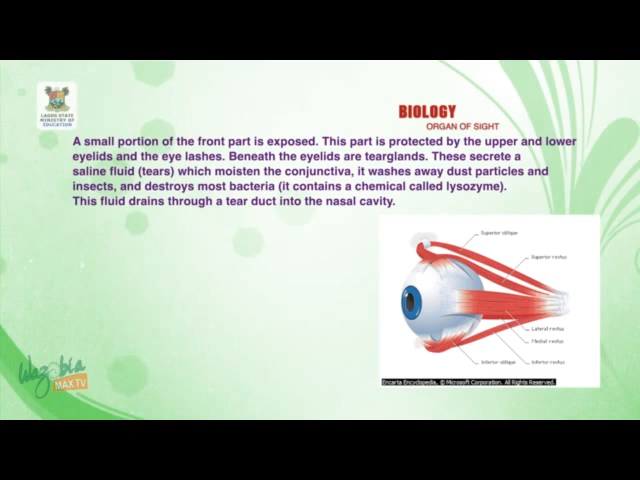 LAGOS STATE
MINISTRY OF
EDUCATION
BIOLOGY
ORGAN OF SIGHT
A small portion of the front part is exposed. This part is protected by the upper and lower
eyelids and the eye lashes. Beneath the eyelids are tearglands. These secrete a
saline fluid (tears) which moisten the conjunctiva, it washes away dust particles and
insects, and destroys most bacteria (it contains a chemical called lysozyme).
This fluid drains through a tear duct into the nasal cavity.
Superior oblique
Superior rectus
Lateral rectus
Medial rectus
Inferior oblique
Inferior rectus
Encarta Encyclopedia, © Microsoft Corporation. All Rights Reserved.
Wazobia
MAX TV